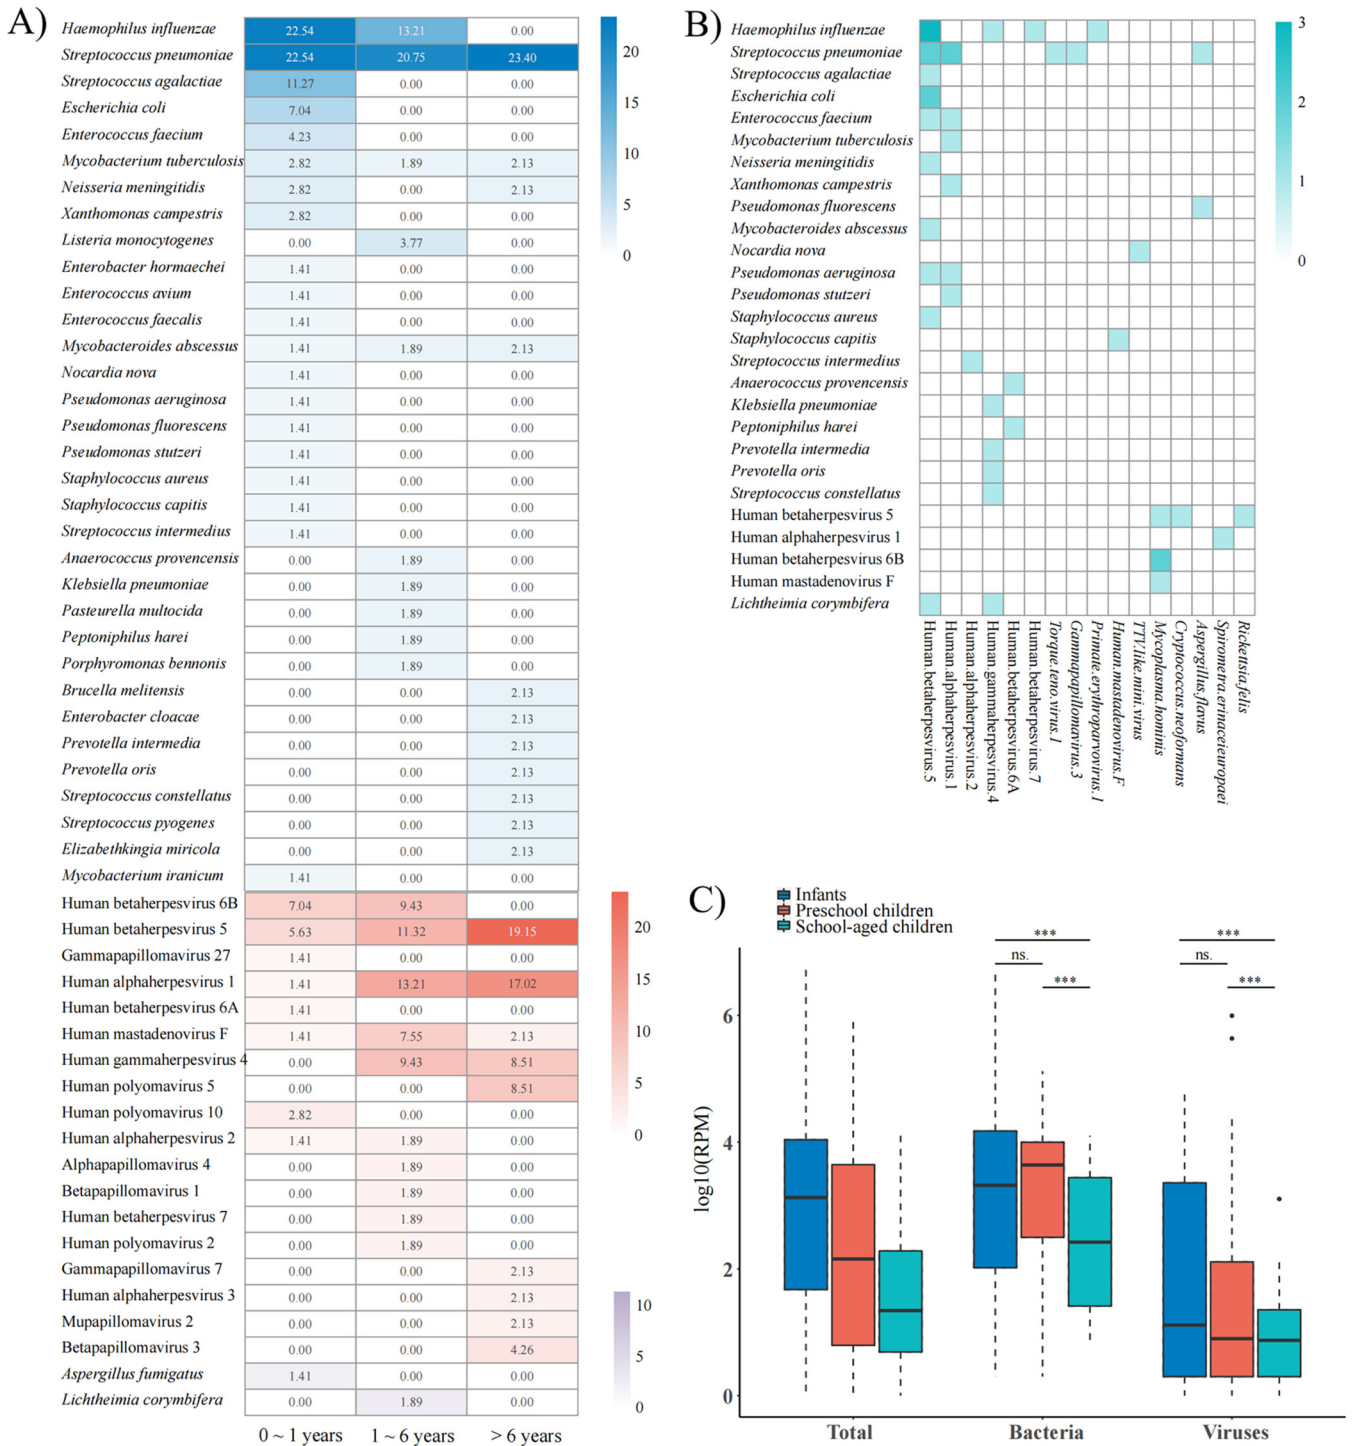 A)
Haemophilus influenzae 22.54 13.21 0.00
Streptococcus pneumoniae 22.54 20.75 23.40
Streptococcus agalactiae 11.27 0.00 0.00
Escherichia coli 7.04 0.00 0.00
Enterococcus faecium 4.23 0.00 0.00
Mycobacterium tuberculosis 2.82 1.89 2.13
Neisseria meningitidis 2.82 0.00 2.13
Xanthomonas campestris 2.82 0.00 0.00
Listeria monocytogenes 0.00 3.77 0.00
Enterobacter hormaechei 1.41 0.00 0.00
Enterococcus avium 1.41 0.00 0.00
Enterococcus faecalis 1.41 0.00 0.00
Mycobacteroides abscessus 1.41 1.89 2.13
Nocardia nova 1.41 0.00 0.00
Pseudomonas aeruginosa 1.41 0.00 0.00
Pseudomonas fluorescens 1.41 0.00 0.00
Pseudomonas stutzeri 1.41 0.00 0.00
Staphylococcus aureus 1.41 0.00 0.00
Staphylococcus capitis 1.41 0.00 0.00
Streptococcus intermedius 1.41 0.00 0.00
Anaerococcus provencensis 0.00 1.89 0.00
Klebsiella pneumoniae 0.00 1.89 0.00
Pasteurella multocida 0.00 1.89 0.00
Peptoniphilus harei 0.00 1.89 0.00
Porphyromonas bennonis 0.00 1.89 0.00
Brucella melitensis 0.00 0.00 2.13
Enterobacter cloacae 0.00 0.00 2.13
Prevotella intermedia 0.00 0.00 2.13
Prevotella oris 0.00 0.00 2.13
Streptococcus constellatus 0.00 0.00 2.13
Streptococcus pyogenes 0.00 0.00 2.13
Elizabethkingia miricola 0.00 0.00 2.13
Mycobacterium iranicum 1.41 0.00 0.00
Human betaherpesvirus 6B 7.04 9.43 0.00
Human betaherpesvirus 5 5.63 11.32 19.15
Gammapapillomavirus 27 1.41 0.00 0.00
Human alphaherpesvirus 1 1.41 13.21 17.02
Human betaherpesvirus 6A 1.41 0.00 0.00
Human mastadenovirus F 1.41 7.55 2.13
Human gammaherpesvirus 4 0.00 9.43 8.51
Human polyomavirus 5 0.00 0.00 8.51
Human polyomavirus 10 2.82 0.00 0.00
Human alphaherpesvirus 2 1.41 1.89 0.00
Alphapapillomavirus 4 0.00 1.89 0.00
Betapapillomavirus 1 0.00 1.89 0.00
Human betaherpesvirus 7 0.00 1.89 0.00
Human polyomavirus 2 0.00 1.89 0.00
Gammapapillomavirus 7 0.00 0.00 2.13
Human alphaherpesvirus 3 0.00 0.00 2.13
Mupapillomavirus 2 0.00 0.00 2.13
Betapapillomavirus 3 0.00 0.00 4.26
Aspergillus fumigatus 1.41 0.00 0.00
Lichtheimia corymbifera 0.00 1.89 0.00
0 ~ 1 years 1 ~ 6 years > 6 years
20
15
10
5
0
20
15
10
5
0
10
5
0
B)
Haemophilus influenzae
Streptococcus pneumoniae
Streptococcus agalactiae
Escherichia coli
Enterococcus faecium
Mycobacterium tuberculosis
Neisseria meningitidis
Xanthomonas campestris
Pseudomonas fluorescens
Mycobacteroides abscessus
Nocardia nova
Pseudomonas aeruginosa
Pseudomonas stutzeri
Staphylococcus aureus
Staphylococcus capitis
Streptococcus intermedius
Anaerococcus provencensis
Klebsiella pneumoniae
Peptoniphilus harei
Prevotella intermedia
Prevotella oris
Streptococcus constellatus
Human betaherpesvirus 5
Human alphaherpesvirus 1
Human betaherpesvirus 6B
Human mastadenovirus F
Lichtheimia corymbifera
Human.betaherpesvirus.5
Human.alphaherpesvirus.1
Human.alphaherpesvirus.2
Human.gammaherpesvirus.4
Human.betaherpesvirus.6A
Human.betaherpesvirus.7
Torque.teno.virus.1
Gammapapillomavirus.3
Primate.erythroparvovirus.1
Human.mastadenovirus.F
TTV.like.mini.virus
Mycoplasma.hominis
Cryptococcus.neoformans
Aspergillus.flavus
Spirometra.erinaceieuropaei
Rickettsia.felis
3
2
1
0
C)
Infants
Preschool children
School-aged children
*** ***
ns. ns.
*** ***
log10(RPM)
6
4
2
0
Total Bacteria Viruses